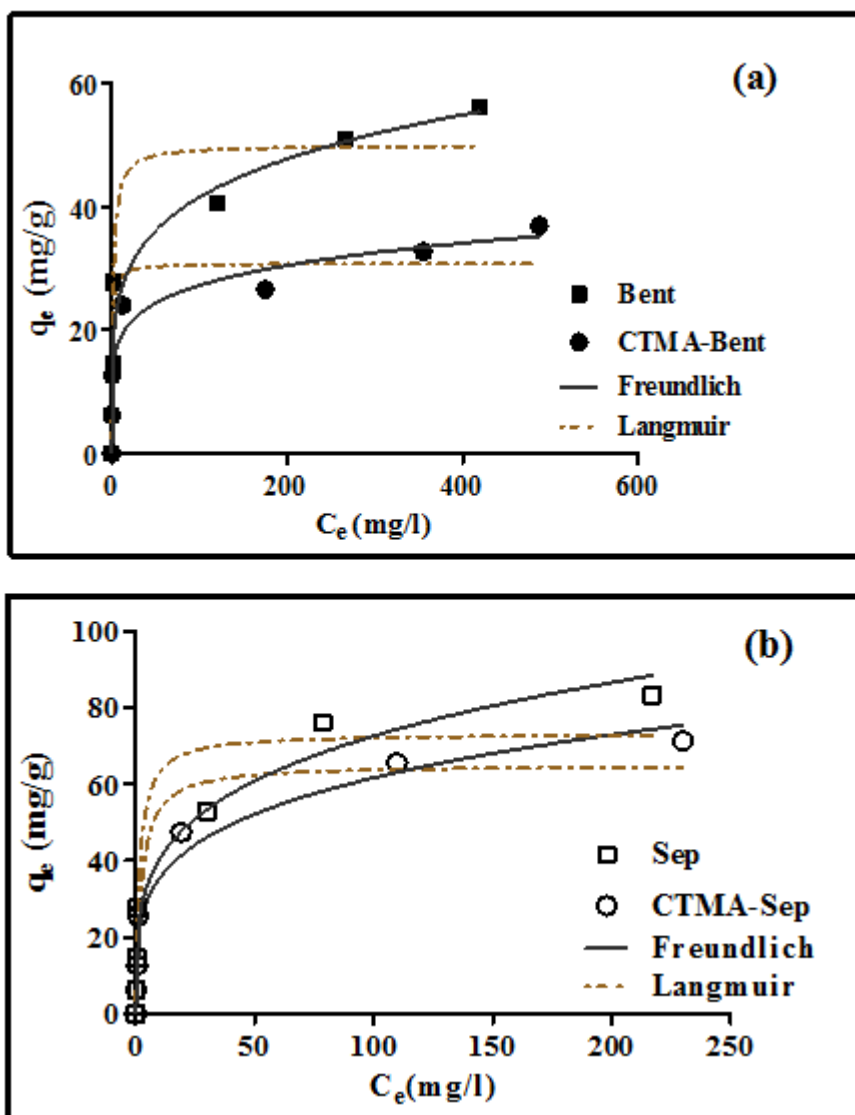 (a)
60
40
20
0
qe (mg/g)
Bent
CTMA-Bent
Freundlich
Langmuir
0 200 400 600
Ce (mg/l)
(b)
100
80
60
40
20
0
qe (mg/g)
Sep
CTMA-Sep
Freundlich
Langmuir
0 50 100 150 200 250
Ce(mg/l)